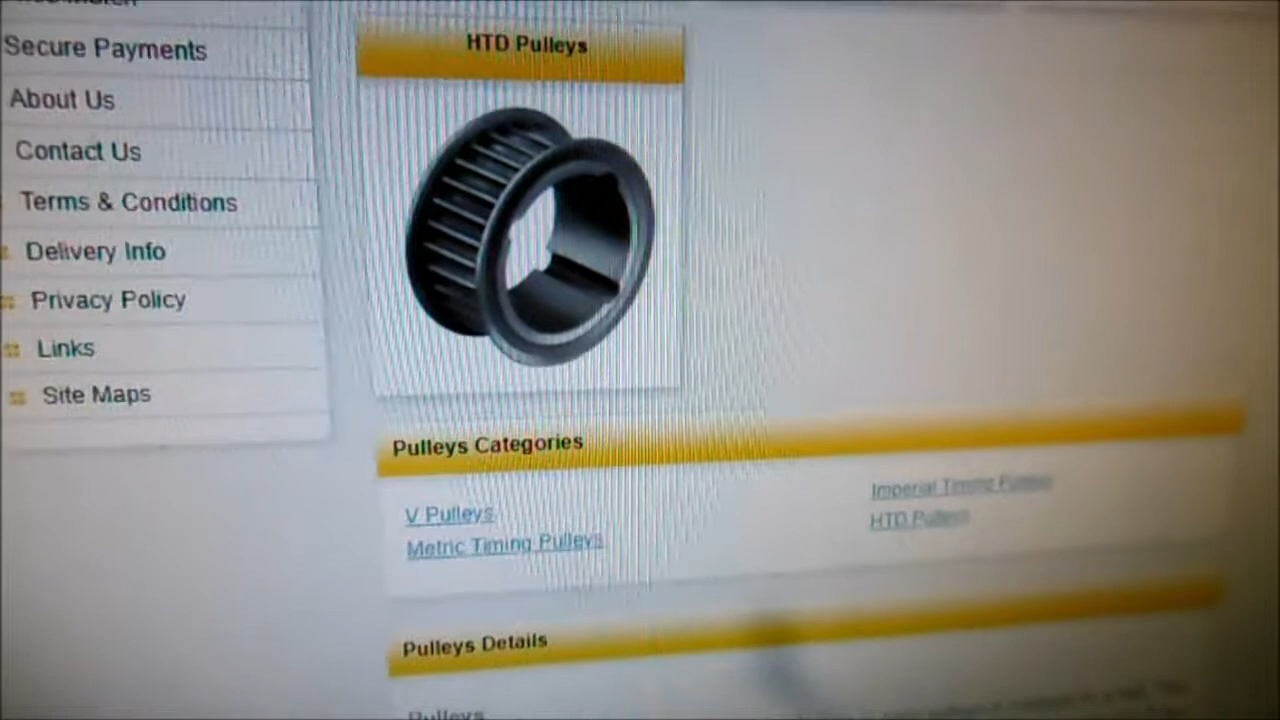 Secure Payments
About Us
Contact Us
Terms & Conditions
Delivery Info
Privacy Policy
Links
Site Maps
HTD Pulleys
Pulleys Categories
V Pulleys
Metric Timing Pulleys
Imperial Timing Pulleys
HTD Pulleys
Pulleys Details
Pulleys